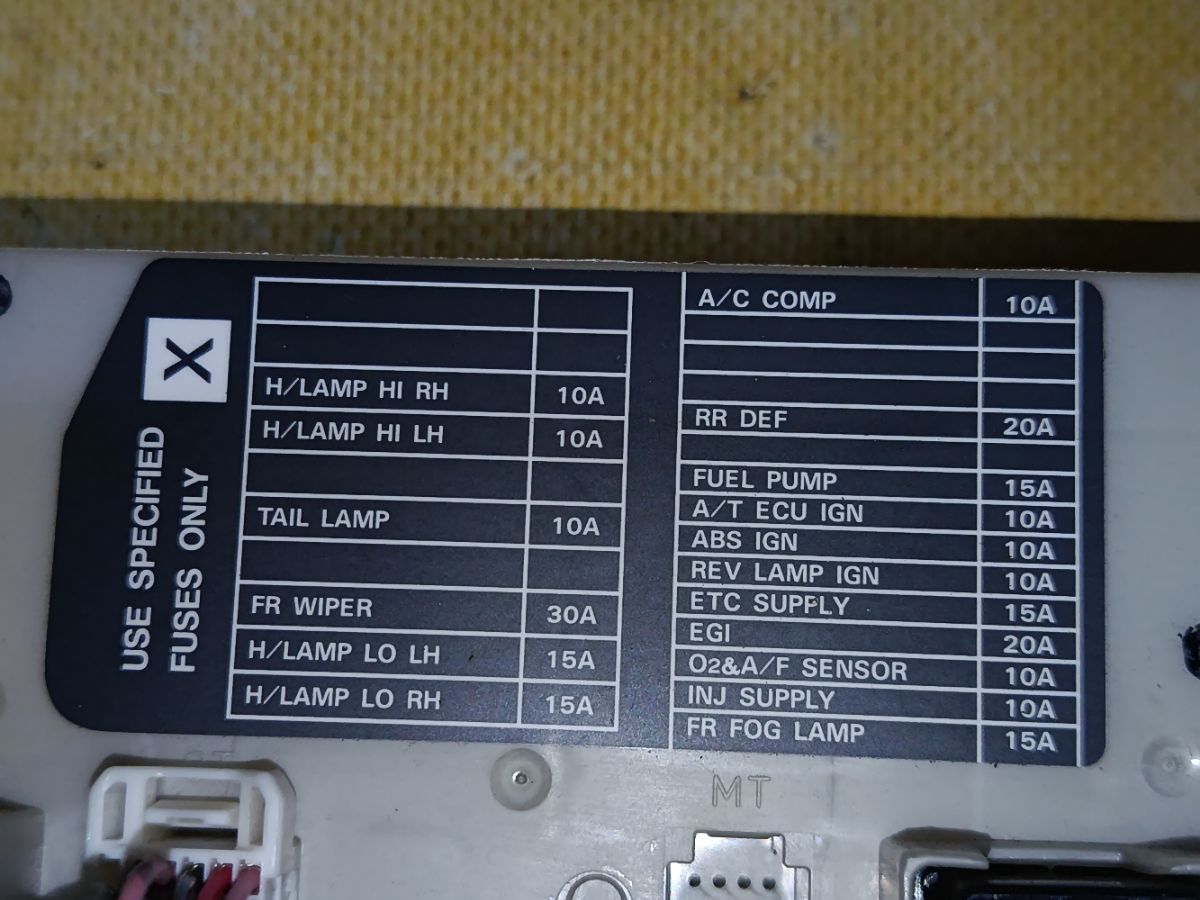 X
USE SPECIFIED
FUSES ONLY
H/LAMP HI RH 10A
H/LAMP HI LH 10A
TAIL LAMP 10A
FR WIPER 30A
H/LAMP LO LH 15A
H/LAMP LO RH 15A
A/C COMP 10A
RR DEF 20A
FUEL PUMP 15A
A/T ECU IGN 10A
ABS IGN 10A
REV LAMP IGN 10A
ETC SUPPLY 15A
EGI 20A
O2&A/F SENSOR 10A
INJ SUPPLY 10A
FR FOG LAMP 15A
MT